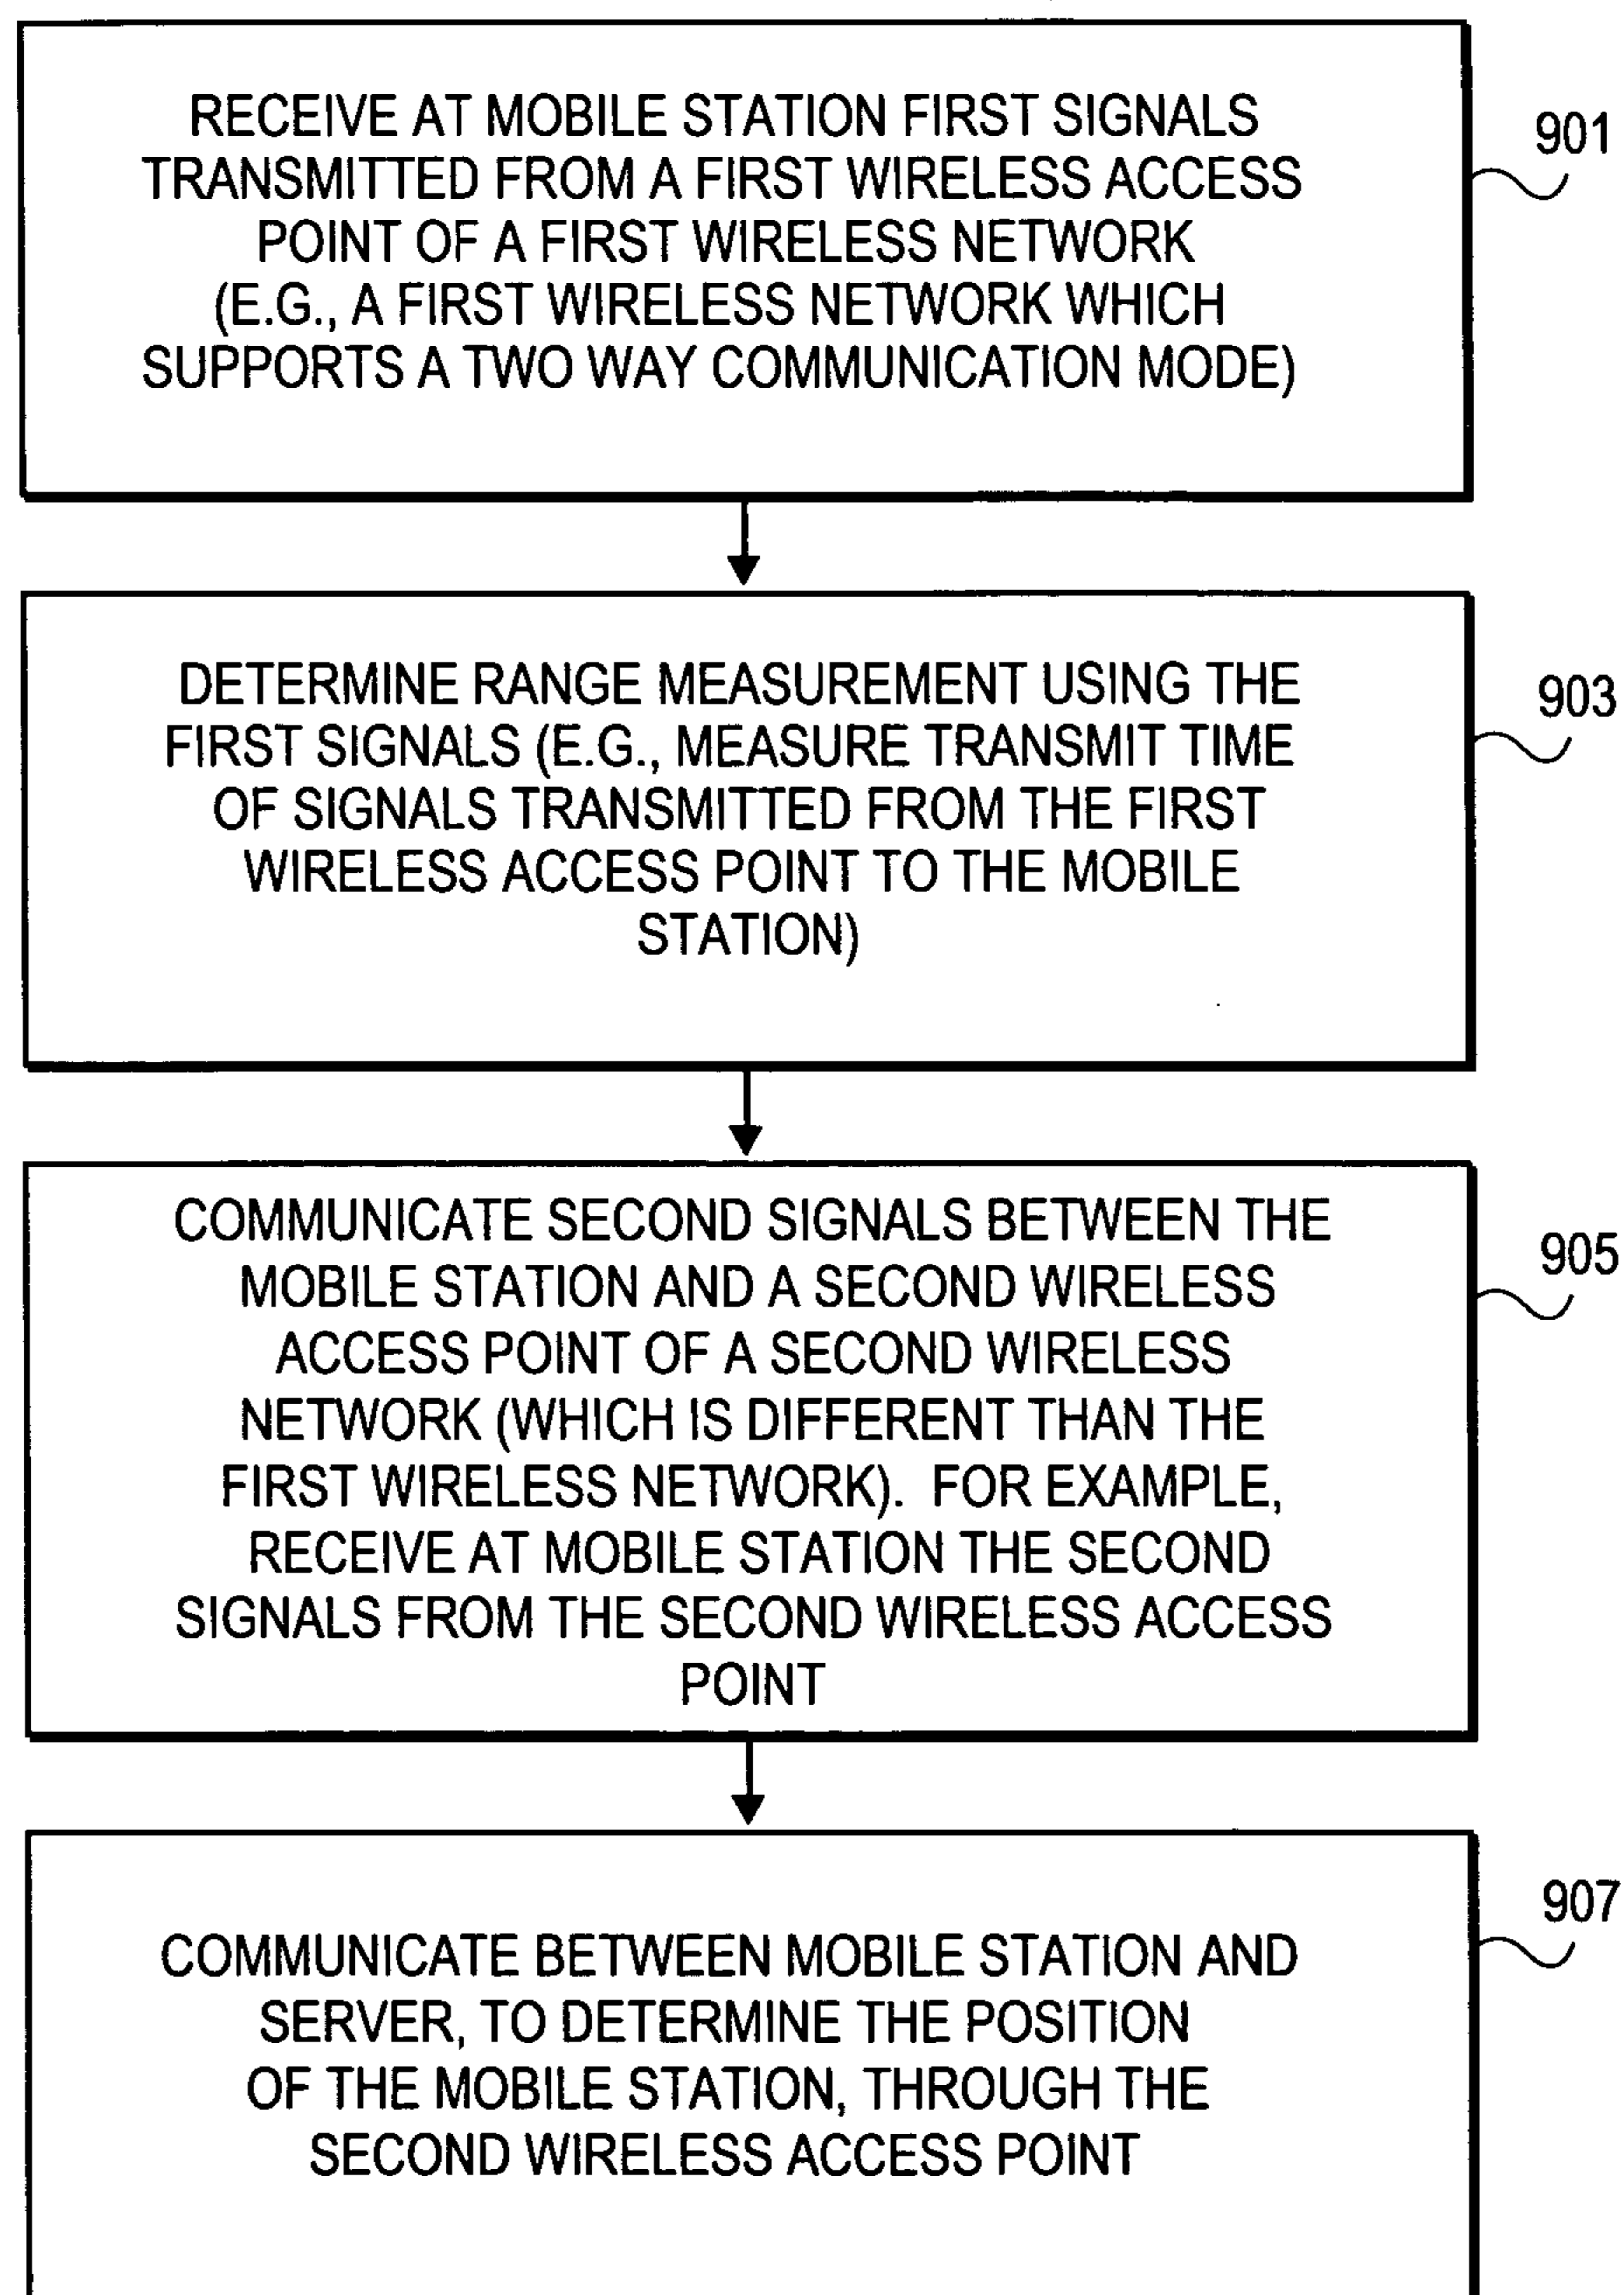 RECEIVE AT MOBILE STATION FIRST SIGNALS
TRANSMITTED FROM A FIRST WIRELESS ACCESS
POINT OF A FIRST WIRELESS NETWORK
(E.G., A FIRST WIRELESS NETWORK WHICH
SUPPORTS A TWO WAY COMMUNICATION MODE)
901
DETERMINE RANGE MEASUREMENT USING THE
FIRST SIGNALS (E.G., MEASURE TRANSMIT TIME
OF SIGNALS TRANSMITTED FROM THE FIRST
WIRELESS ACCESS POINT TO THE MOBILE
STATION)
903
COMMUNICATE SECOND SIGNALS BETWEEN THE
MOBILE STATION AND A SECOND WIRELESS
ACCESS POINT OF A SECOND WIRELESS
NETWORK (WHICH IS DIFFERENT THAN THE
FIRST WIRELESS NETWORK). FOR EXAMPLE,
RECEIVE AT MOBILE STATION THE SECOND
SIGNALS FROM THE SECOND WIRELESS ACCESS
POINT
905
COMMUNICATE BETWEEN MOBILE STATION AND
SERVER, TO DETERMINE THE POSITION
OF THE MOBILE STATION, THROUGH THE
SECOND WIRELESS ACCESS POINT
907